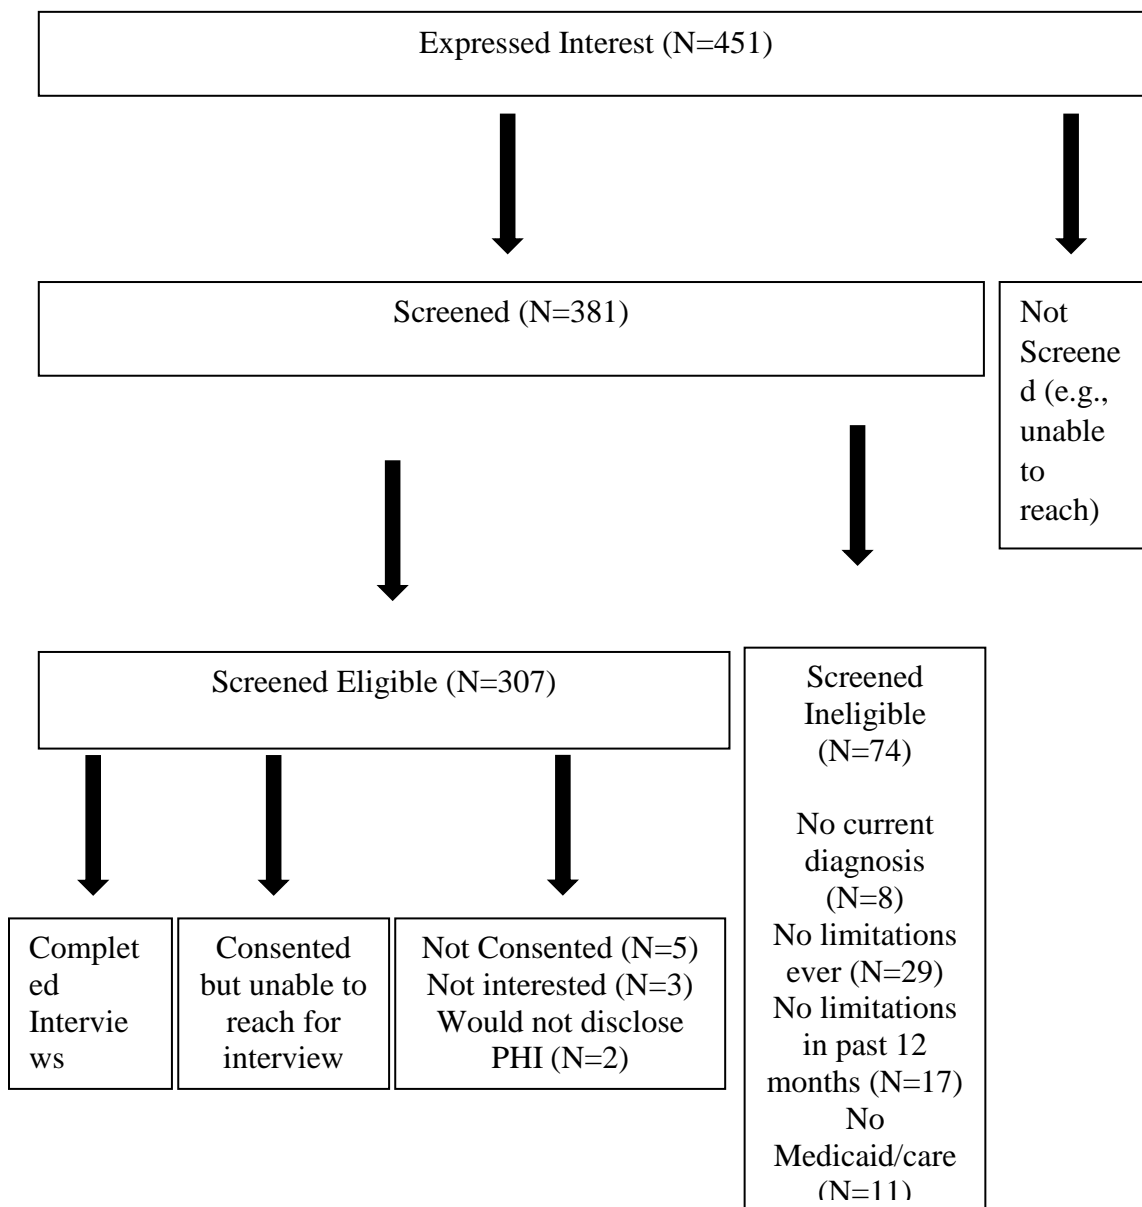 Expressed Interest (N=451)
Screened (N=381)
Not
Screene
d (e.g.,
unable
to
reach)
Screened Eligible (N=307)
Screened
Ineligible
(N=74)
No current
diagnosis
(N=8)
No limitations
ever (N=29)
No limitations
in past 12
months (N=17)
No
Medicaid/care
(N=11)
Complet
ed
Intervie
ws
Consented
but unable to
reach for
interview
Not Consented (N=5)
Not interested (N=3)
Would not disclose
PHI (N=2)